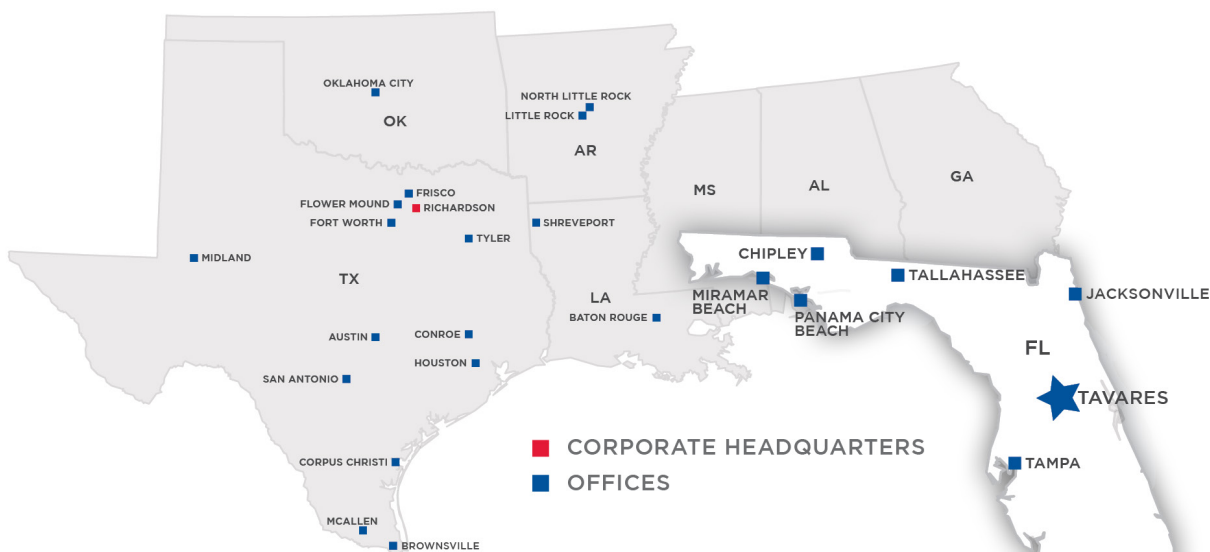 OKLAHOMA CITY
OK
NORTH LITTLE ROCK
LITTLE ROCK
AR
MS
AL
GA
FRISCO
FLOWER MOUND
RICHARDSON
FORT WORTH
SHREVEPORT
TYLER
MIDLAND
TX
LA
BATON ROUGE
AUSTIN
CONROE
HOUSTON
SAN ANTONIO
CORPUS CHRISTI
MCALLEN
BROWNSVILLE
CHIPLEY
TALLAHASSEE
MIRAMAR
BEACH
PANAMA CITY
BEACH
JACKSONVILLE
FL
TAVARES
TAMPA
CORPORATE HEADQUARTERS
OFFICES